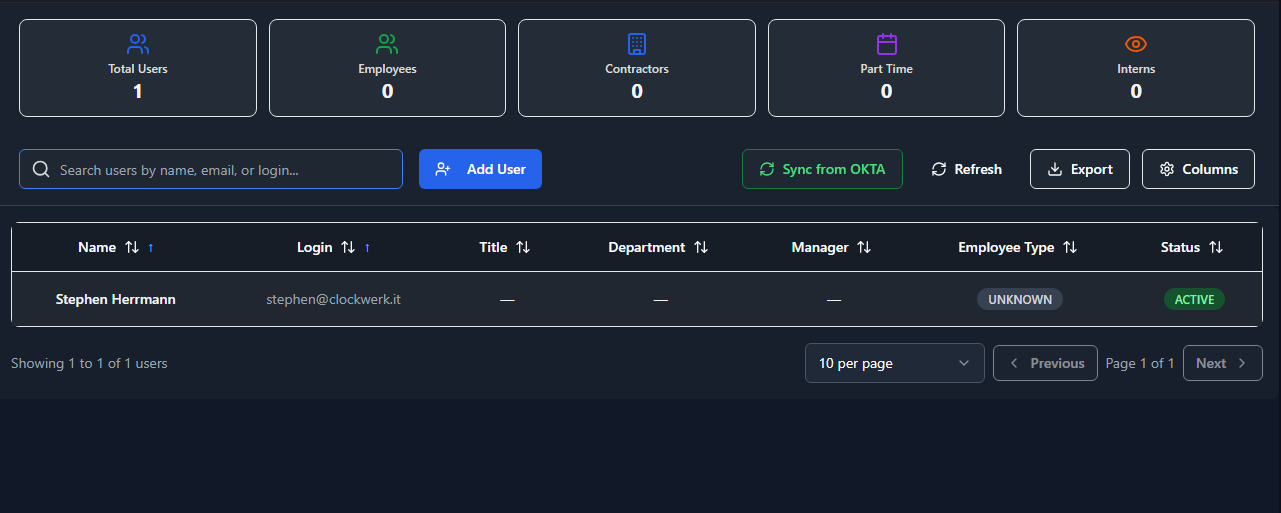 Total Users
1
Employees
0
Contractors
0
Part Time
0
Interns
0
Search users by name, email, or login... Add User Sync from OKTA Refresh Export Columns
Name ↑↓ ↑ Login ↑↓ ↑ Title ↑↓ Department ↑↓ Manager ↑↓ Employee Type ↑↓ Status ↑↓
Stephen Herrmann stephen@clockwerk.it — — — UNKNOWN ACTIVE
Showing 1 to 1 of 1 users 10 per page Previous Page 1 of 1 Next